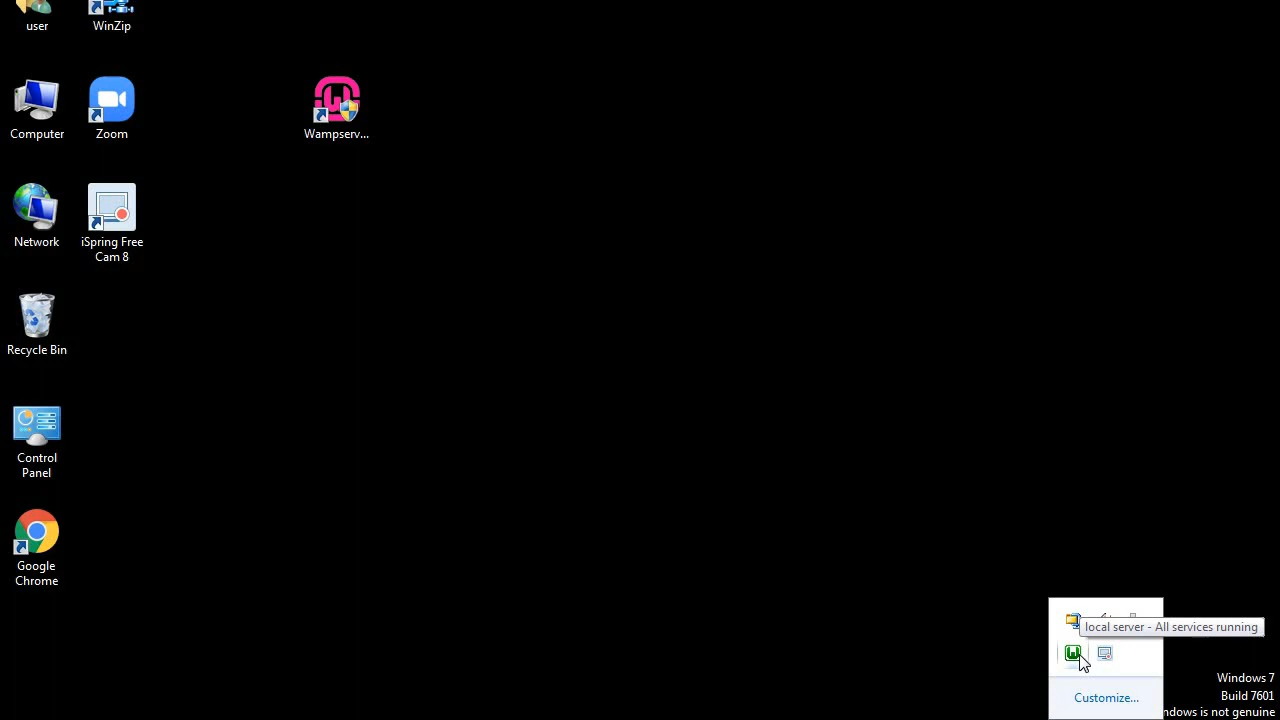 user
WinZip
Computer
Zoom
Wampserv...
Network
iSpring Free
Cam 8
Recycle Bin
Control
Panel
Google
Chrome
local server - All services running
Customize...
Windows 7
Build 7601
is not genuine